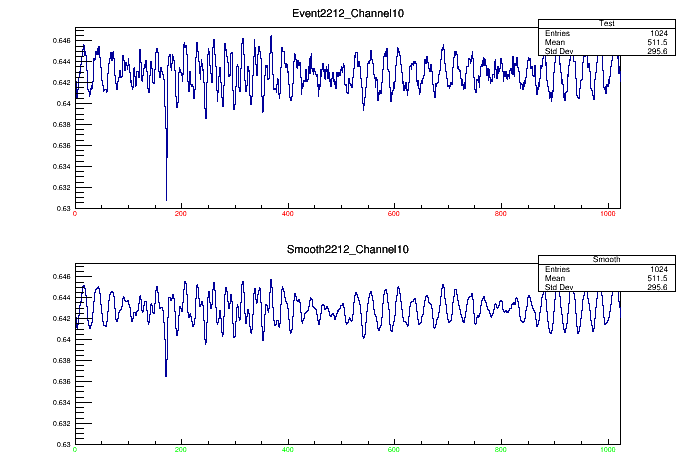 Event2212_Channel10
Test
Entries 1024
Mean 511.5
Std Dev 295.6
0.646
0.644
0.642
0.64
0.638
0.636
0.634
0.632
0.63
0 200 400 600 800 1000
Smooth2212_Channel10
Smooth
Entries 1024
Mean 511.5
Std Dev 295.6
0.646
0.644
0.642
0.64
0.638
0.636
0.634
0.632
0.63
0 200 400 600 800 1000